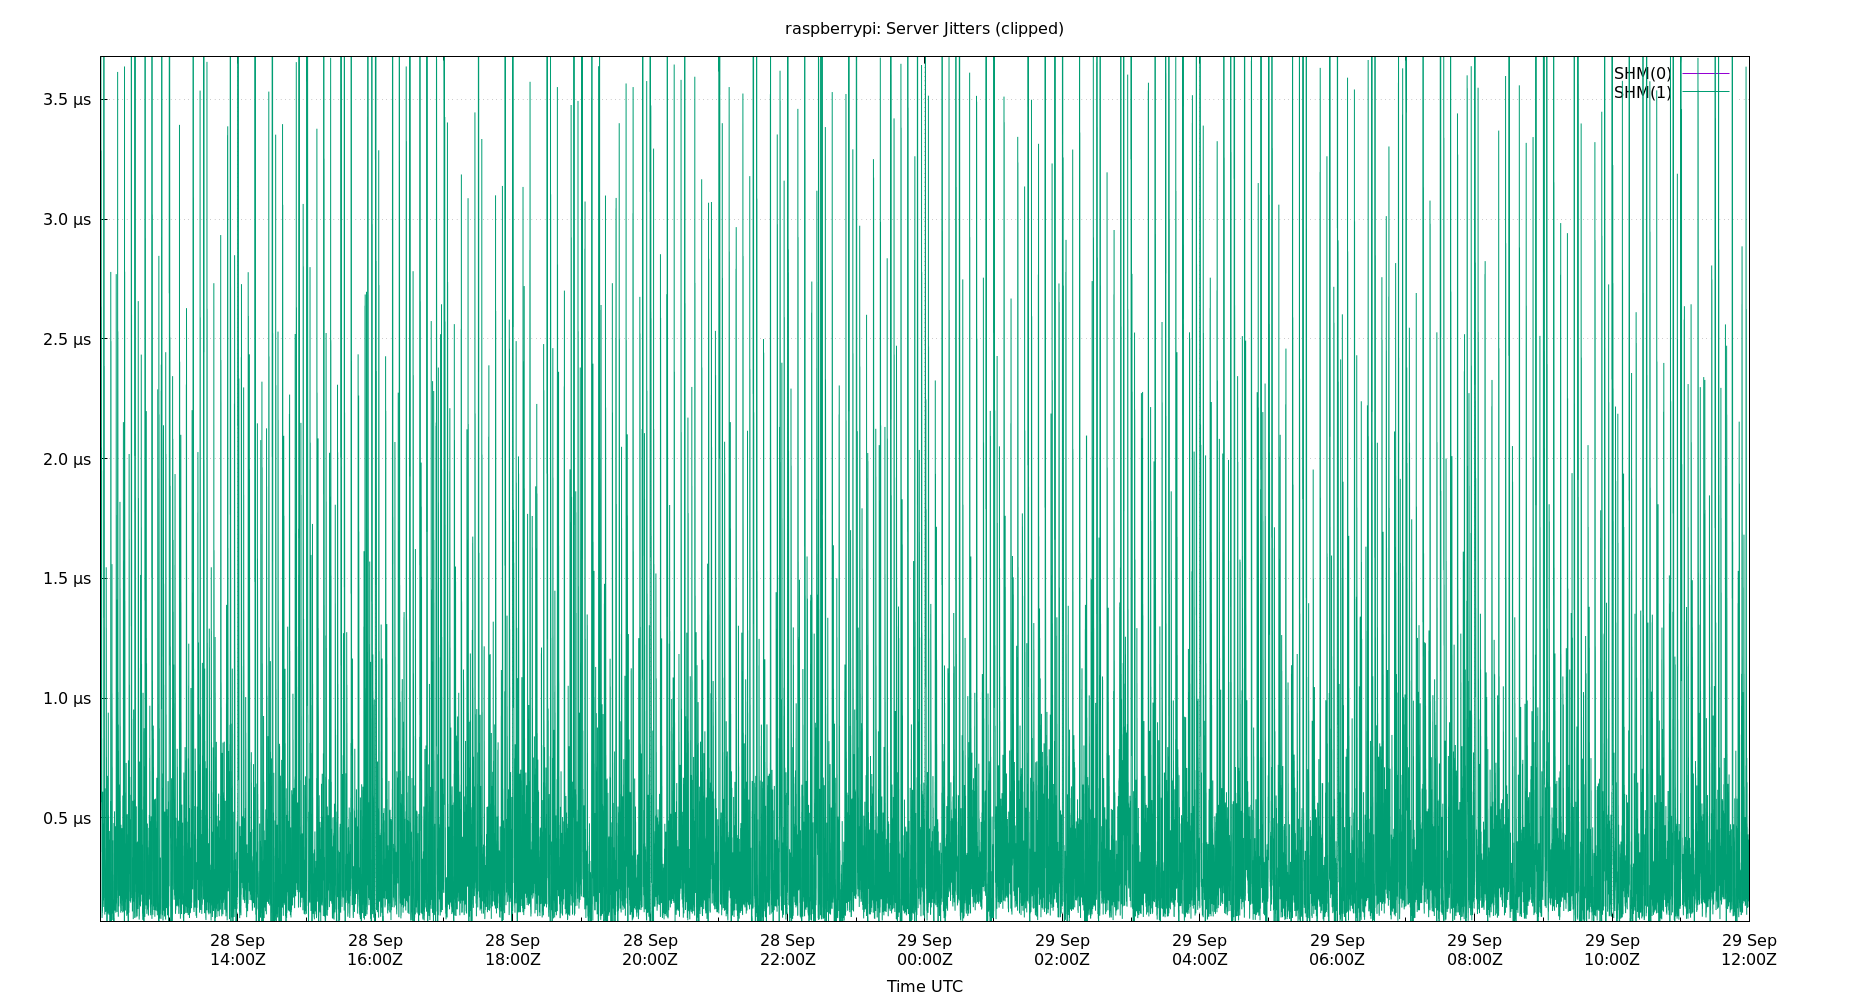 raspberrypi: Server Jitters (clipped)
SHM(0)
SHM(1)
3.5 µs
3.0 µs
2.5 µs
2.0 µs
1.5 µs
1.0 µs
0.5 µs
28 Sep 28 Sep 28 Sep 28 Sep 28 Sep 29 Sep 29 Sep 29 Sep 29 Sep 29 Sep 29 Sep 29 Sep
14:00Z 16:00Z 18:00Z 20:00Z 22:00Z 00:00Z 02:00Z 04:00Z 06:00Z 08:00Z 10:00Z 12:00Z
Time UTC